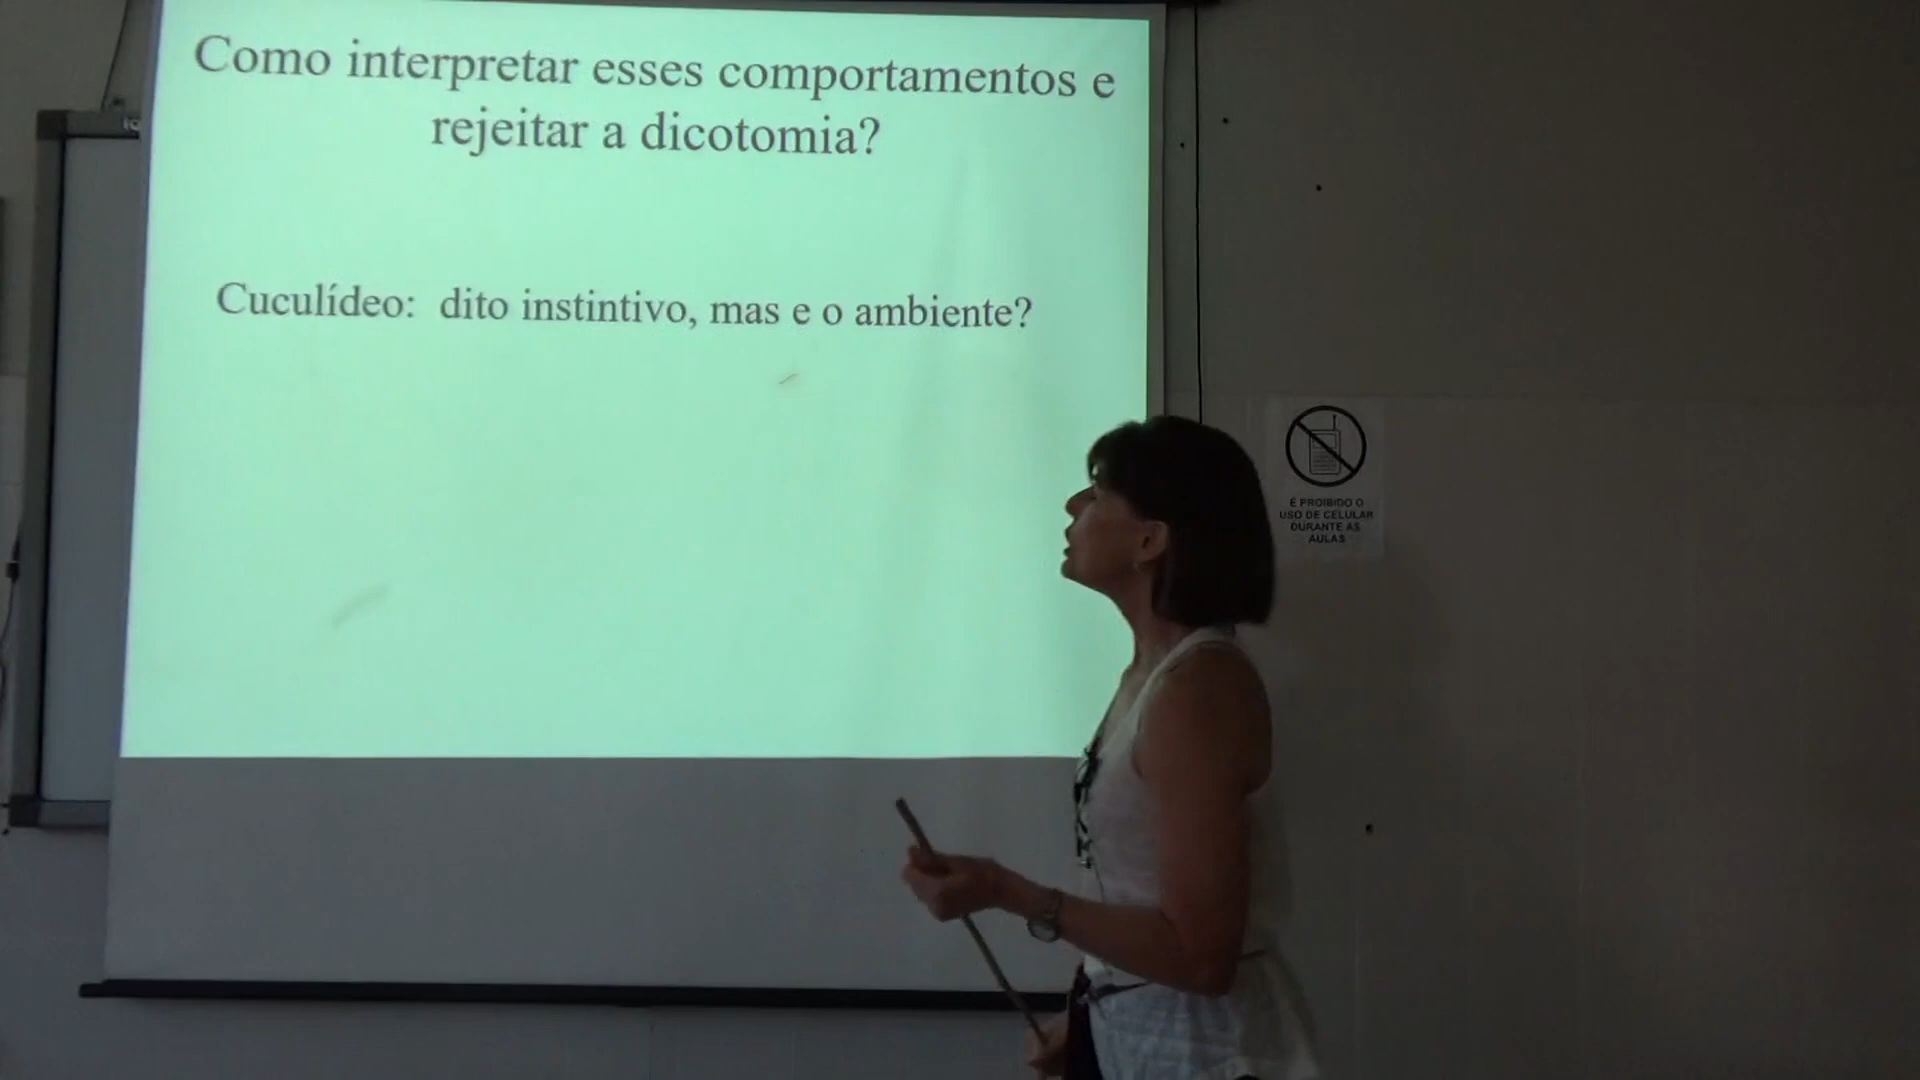 Como interpretar esses comportamentos e
rejeitar a dicotomia?
Cuculídeo: dito instintivo, mas e o ambiente?
É PROIBIDO O
USO DE CELULAR
DURANTE AS
AULAS